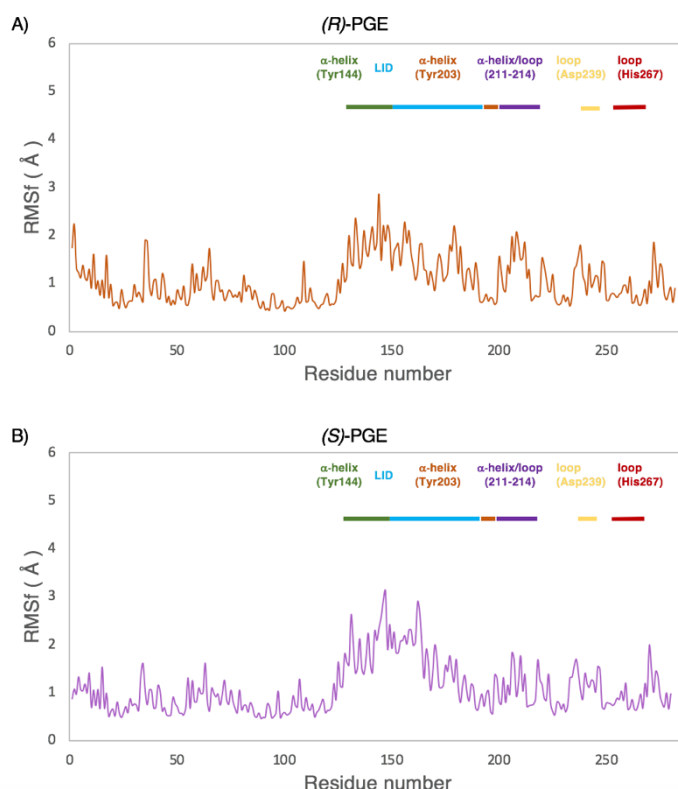 A)
(R)-PGE
α-helix (Tyr144)
LID
α-helix (Tyr203)
α-helix/loop (211-214)
loop (Asp239)
loop (His267)
RMSf ( Å )
6
5
4
3
2
1
0
0 50 100 150 200 250
Residue number
B)
(S)-PGE
α-helix (Tyr144)
LID
α-helix (Tyr203)
α-helix/loop (211-214)
loop (Asp239)
loop (His267)
RMSf ( Å )
6
5
4
3
2
1
0
0 50 100 150 200 250
Residue number